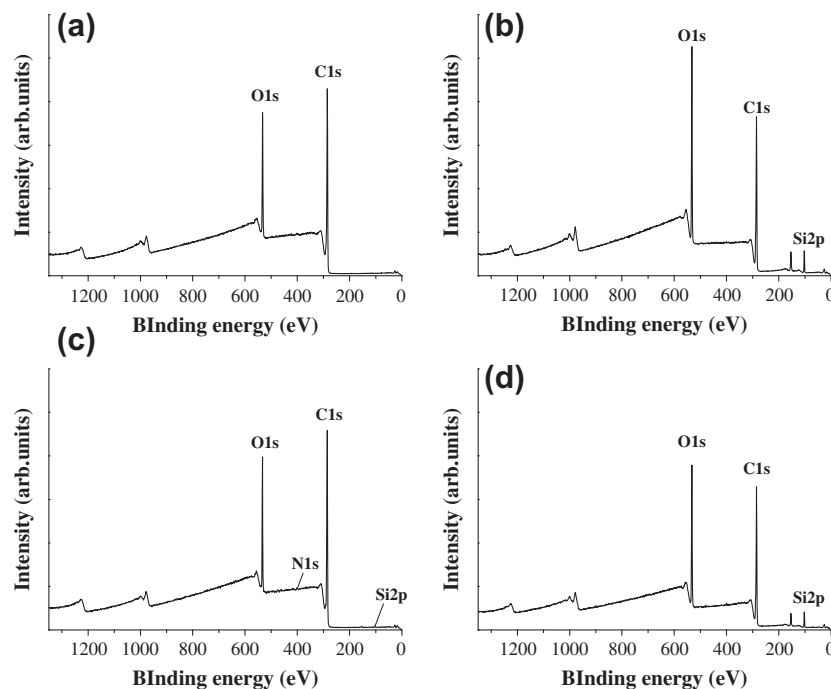 (a)
O1s
C1s
Intensity (arb.units)
1200 1000 800 600 400 200 0
BInding energy (eV)
(b)
O1s
C1s
Si2p
Intensity (arb.units)
1200 1000 800 600 400 200 0
BInding energy (eV)
(c)
O1s
C1s
N1s
Si2p
Intensity (arb.units)
1200 1000 800 600 400 200 0
BInding energy (eV)
(d)
O1s
C1s
Si2p
Intensity (arb.units)
1200 1000 800 600 400 200 0
BInding energy (eV)